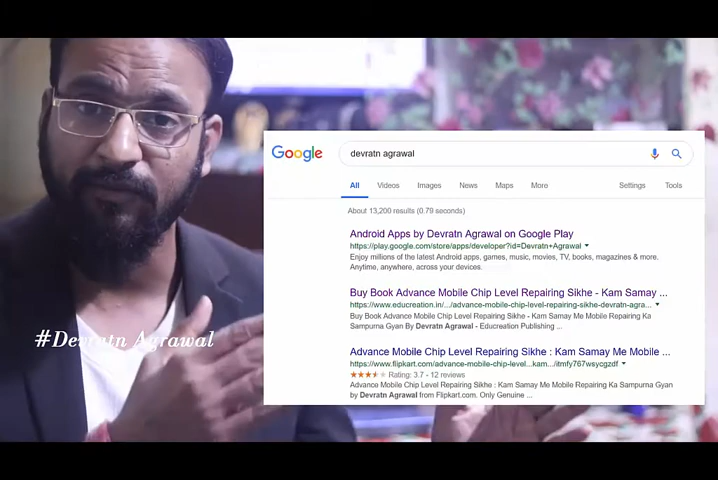 #Devratn Agrawal
Google
devratn agrawal
All Videos Images News Maps More Settings Tools
About 13,200 results (0.79 seconds)
Android Apps by Devratn Agrawal on Google Play
https://play.google.com/store/apps/developer?id=Devratn+Agrawal
Enjoy millions of the latest Android apps, games, music, movies, TV, books, magazines & more.
Anytime, anywhere, across your devices.
Buy Book Advance Mobile Chip Level Repairing Sikhe - Kam Samay ...
https://www.educreation.in/.../advance-mobile-chip-level-repairing-sikhe-devratn-agra...
Buy Book Advance Mobile Chip Level Repairing Sikhe - Kam Samay Me Mobile Repairing Ka
Sampurna Gyan By Devratn Agrawal - Educreation Publishing ...
Advance Mobile Chip Level Repairing Sikhe : Kam Samay Me Mobile ...
https://www.flipkart.com/advance-mobile-chip-level...kam.../itmfy767wsycgzdf
Rating: 3.7 - 12 reviews
Advance Mobile Chip Level Repairing Sikhe : Kam Samay Me Mobile Repairing Ka Sampurna Gyan
by Devratn Agrawal from Flipkart.com. Only Genuine ...